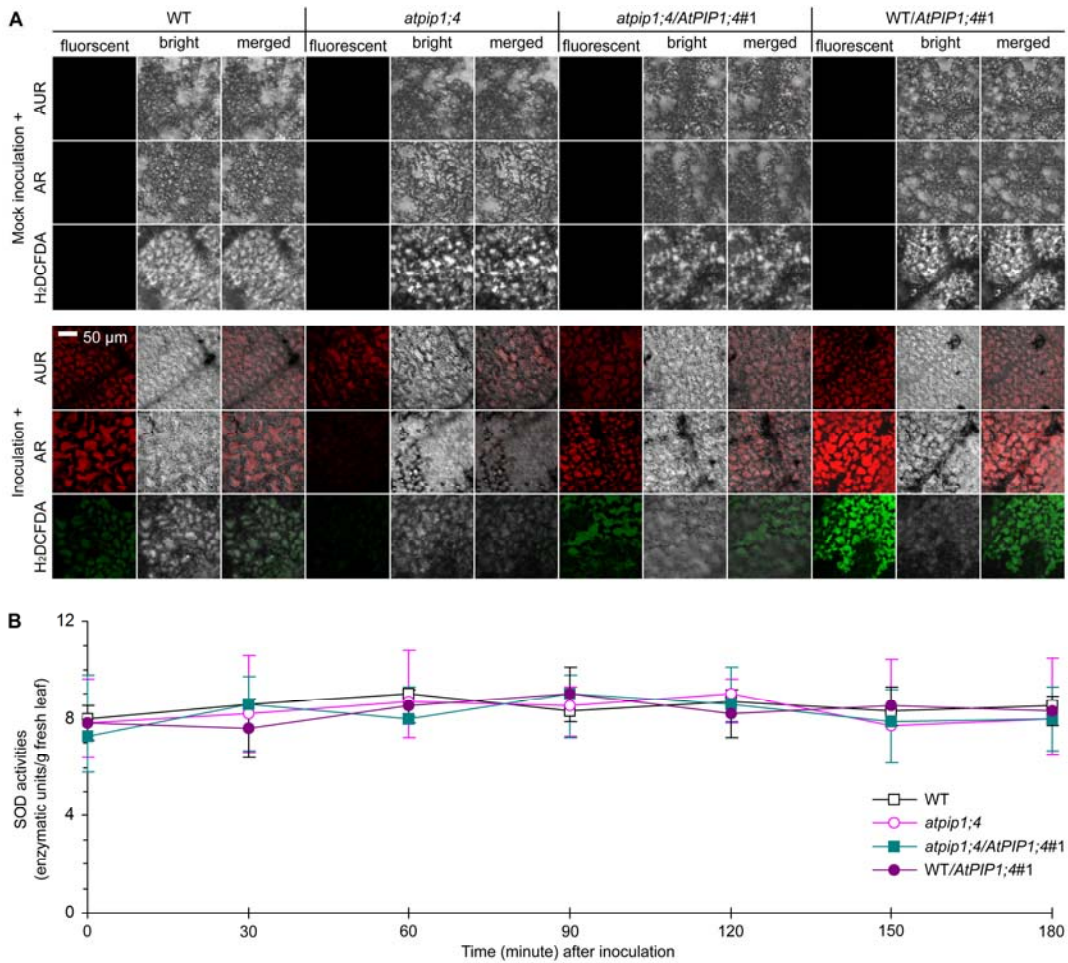 A
WT atpip1;4 atpip1;4/AtPIP1;4#1 WT/AtPIP1;4#1
fluorscent bright merged fluorscent bright merged fluorscent bright merged fluorscent bright merged
Mock inoculation +
AUR
AR
H₂DCFDA
50 µm
Inoculation +
AUR
AR
H₂DCFDA
B
SOD activities
(enzymatic units/g fresh leaf)
12
8
4
0
WT
atpip1;4
atpip1;4/AtPIP1;4#1
WT/AtPIP1;4#1
0 30 60 90 120 150 180
Time (minute) after inoculation